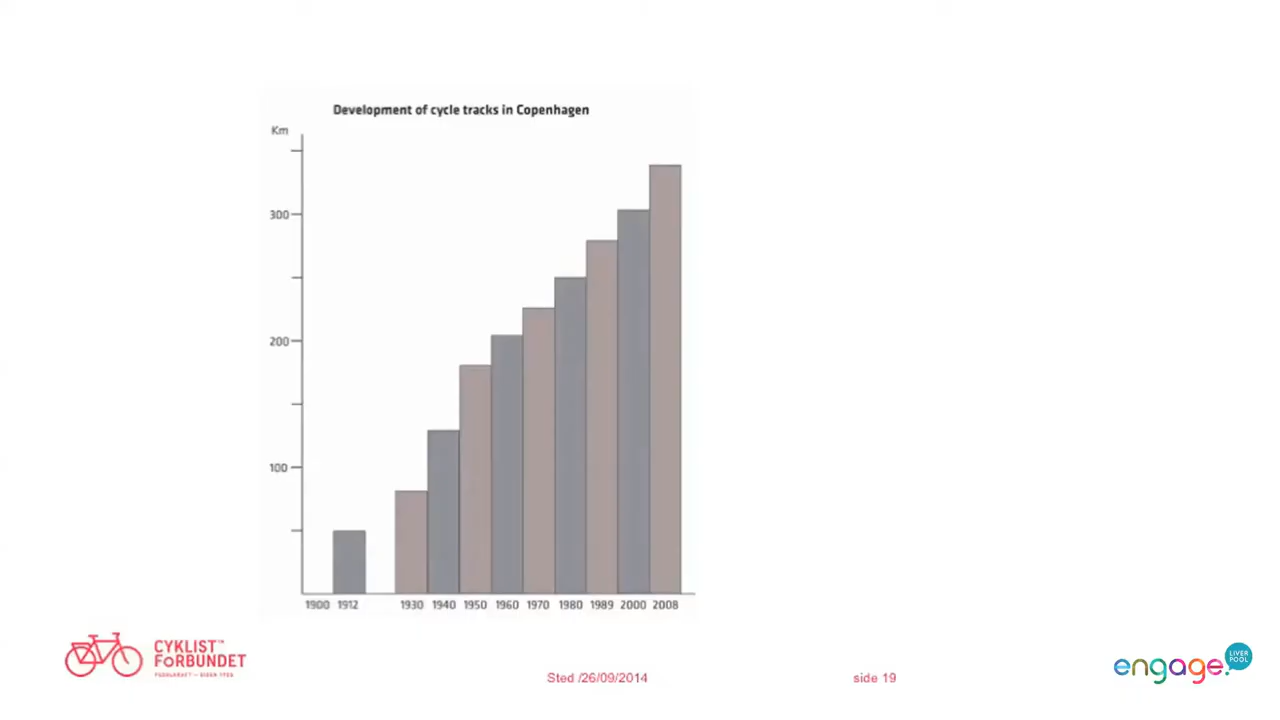 Development of cycle tracks in Copenhagen
Km
300
200
100
1900 1912 1930 1940 1950 1960 1970 1980 1989 2000 2008
CYKLIST™
FORBUNDET
Sted /26/09/2014
side 19
engage.
LIVER
POOL